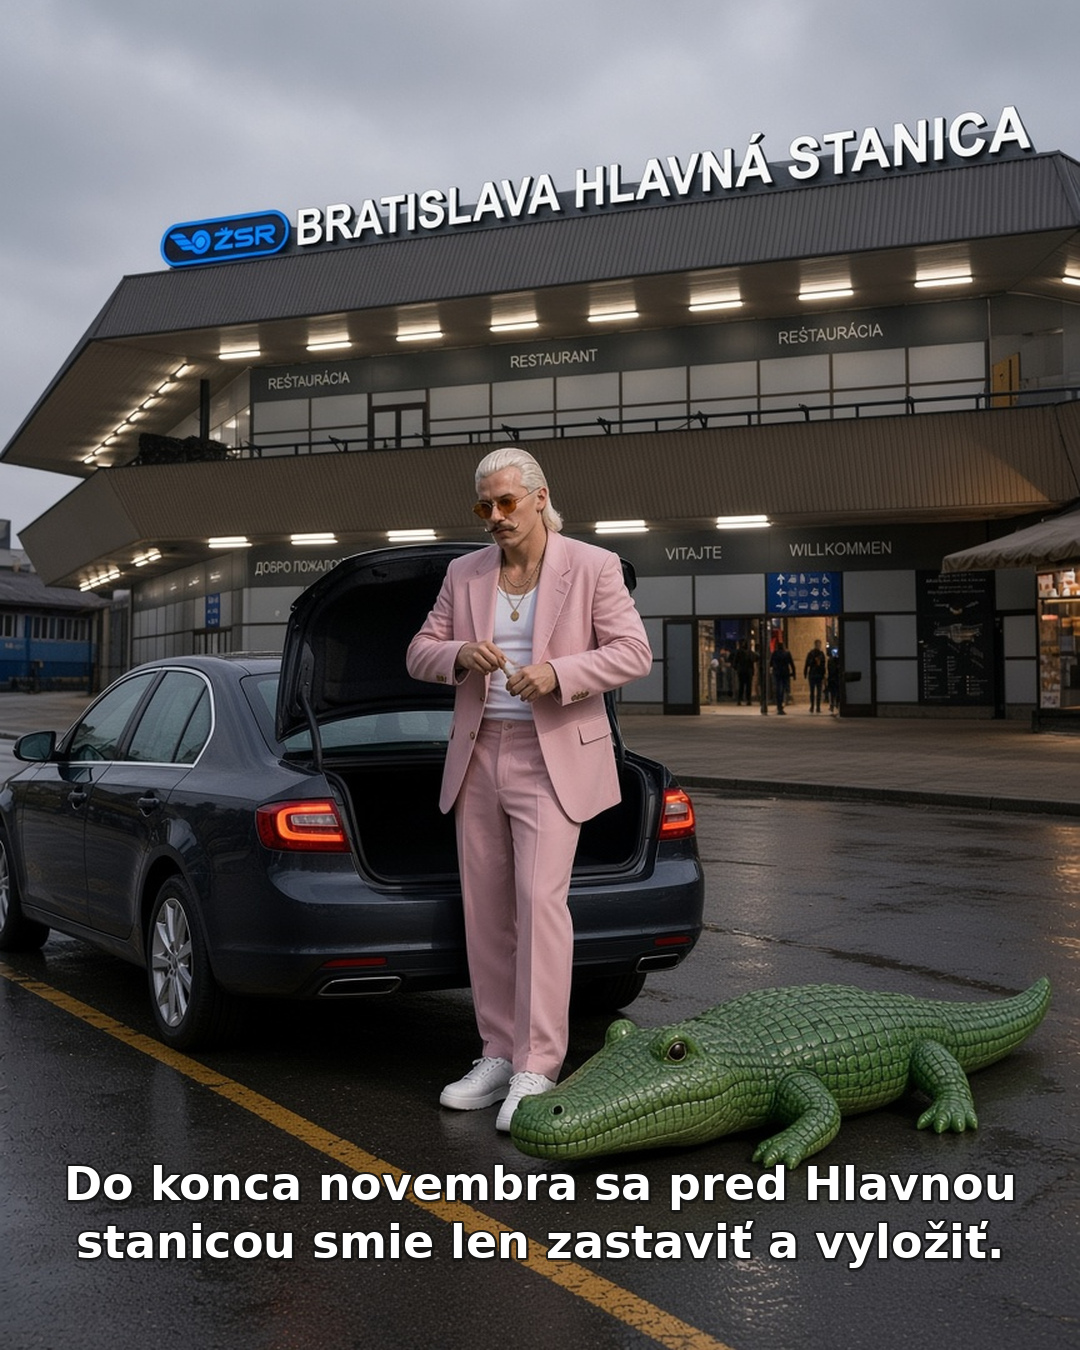 ŽSR BRATISLAVA HLAVNÁ STANICA
REŠTAURÁCIA
RESTAURANT
REŠTAURÁCIA
VITAJTE
WILLKOMMEN
Do konca novembra sa pred Hlavnou
stanicou smie len zastaviť a vyložiť.